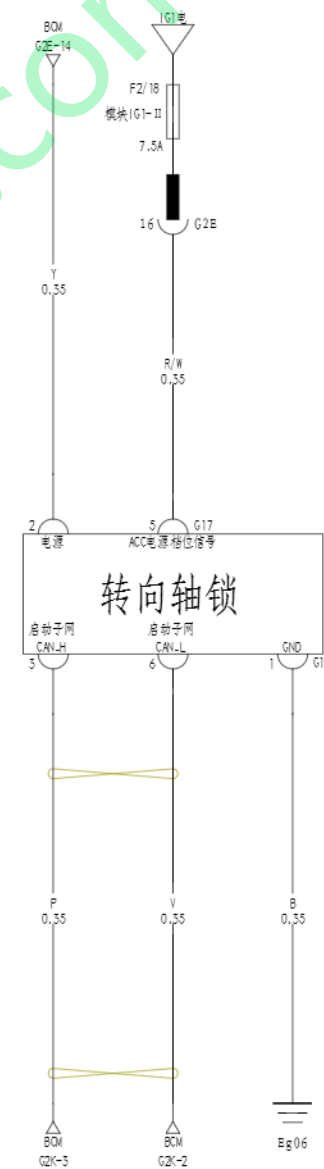 BCM
G2E-14
IG1电
F2/18
模块IG1-II
7.5A
16 G2E
Y
0.35
R/W
0.35
2 5 G17
电源 ACC电源档位信号
转向轴锁
启动子网 启动子网
CAN_H CAN_L GND
3 6 1 G1
P V B
0.35 0.35 0.35
BCM BCM Eg06
G2K-3 G2K-2
.com